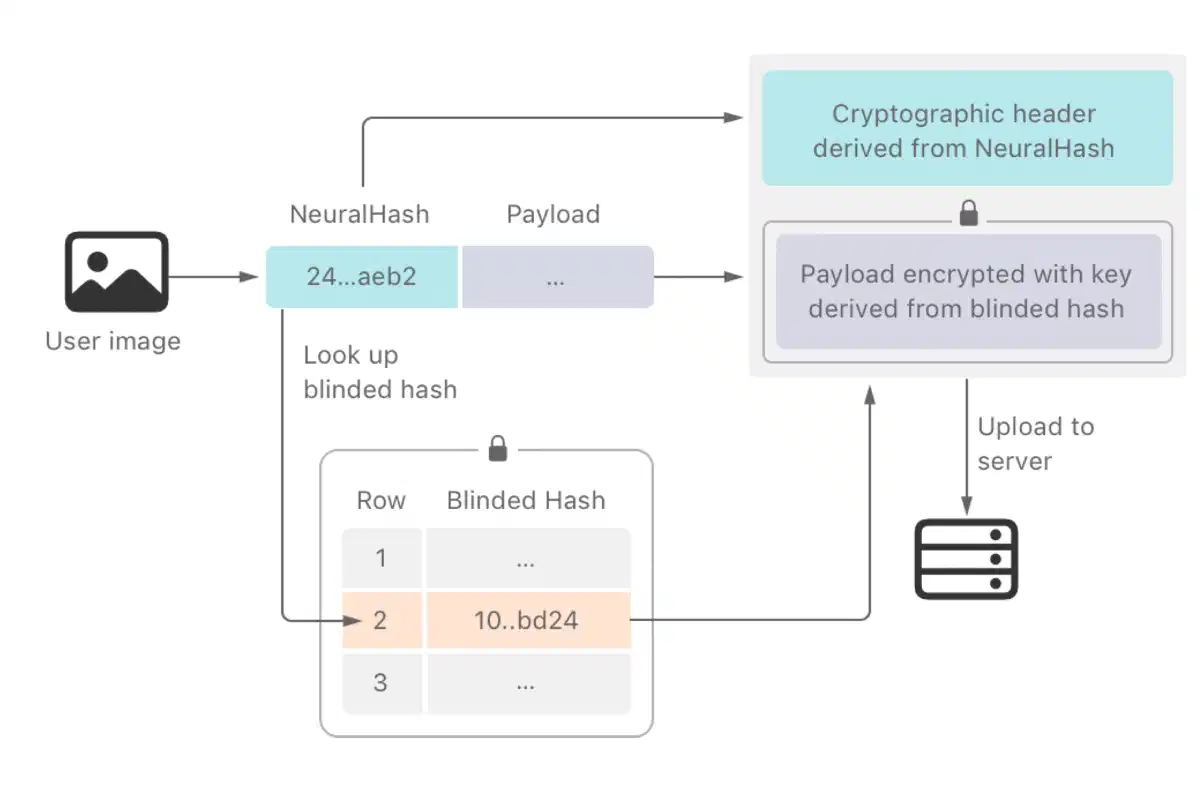 Cryptographic header
derived from NeuralHash
NeuralHash
Payload
24...aeb2
...
Payload encrypted with key
derived from blinded hash
User image
Look up
blinded hash
Upload to
server
Row
Blinded Hash
1
...
2
10..bd24
3
...